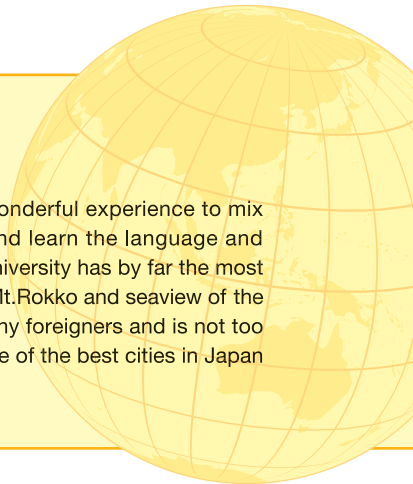 onderful experience to mix
nd learn the language and
niversity has by far the most
Mt.Rokko and seaview of the
ny foreigners and is not too
e of the best cities in Japan